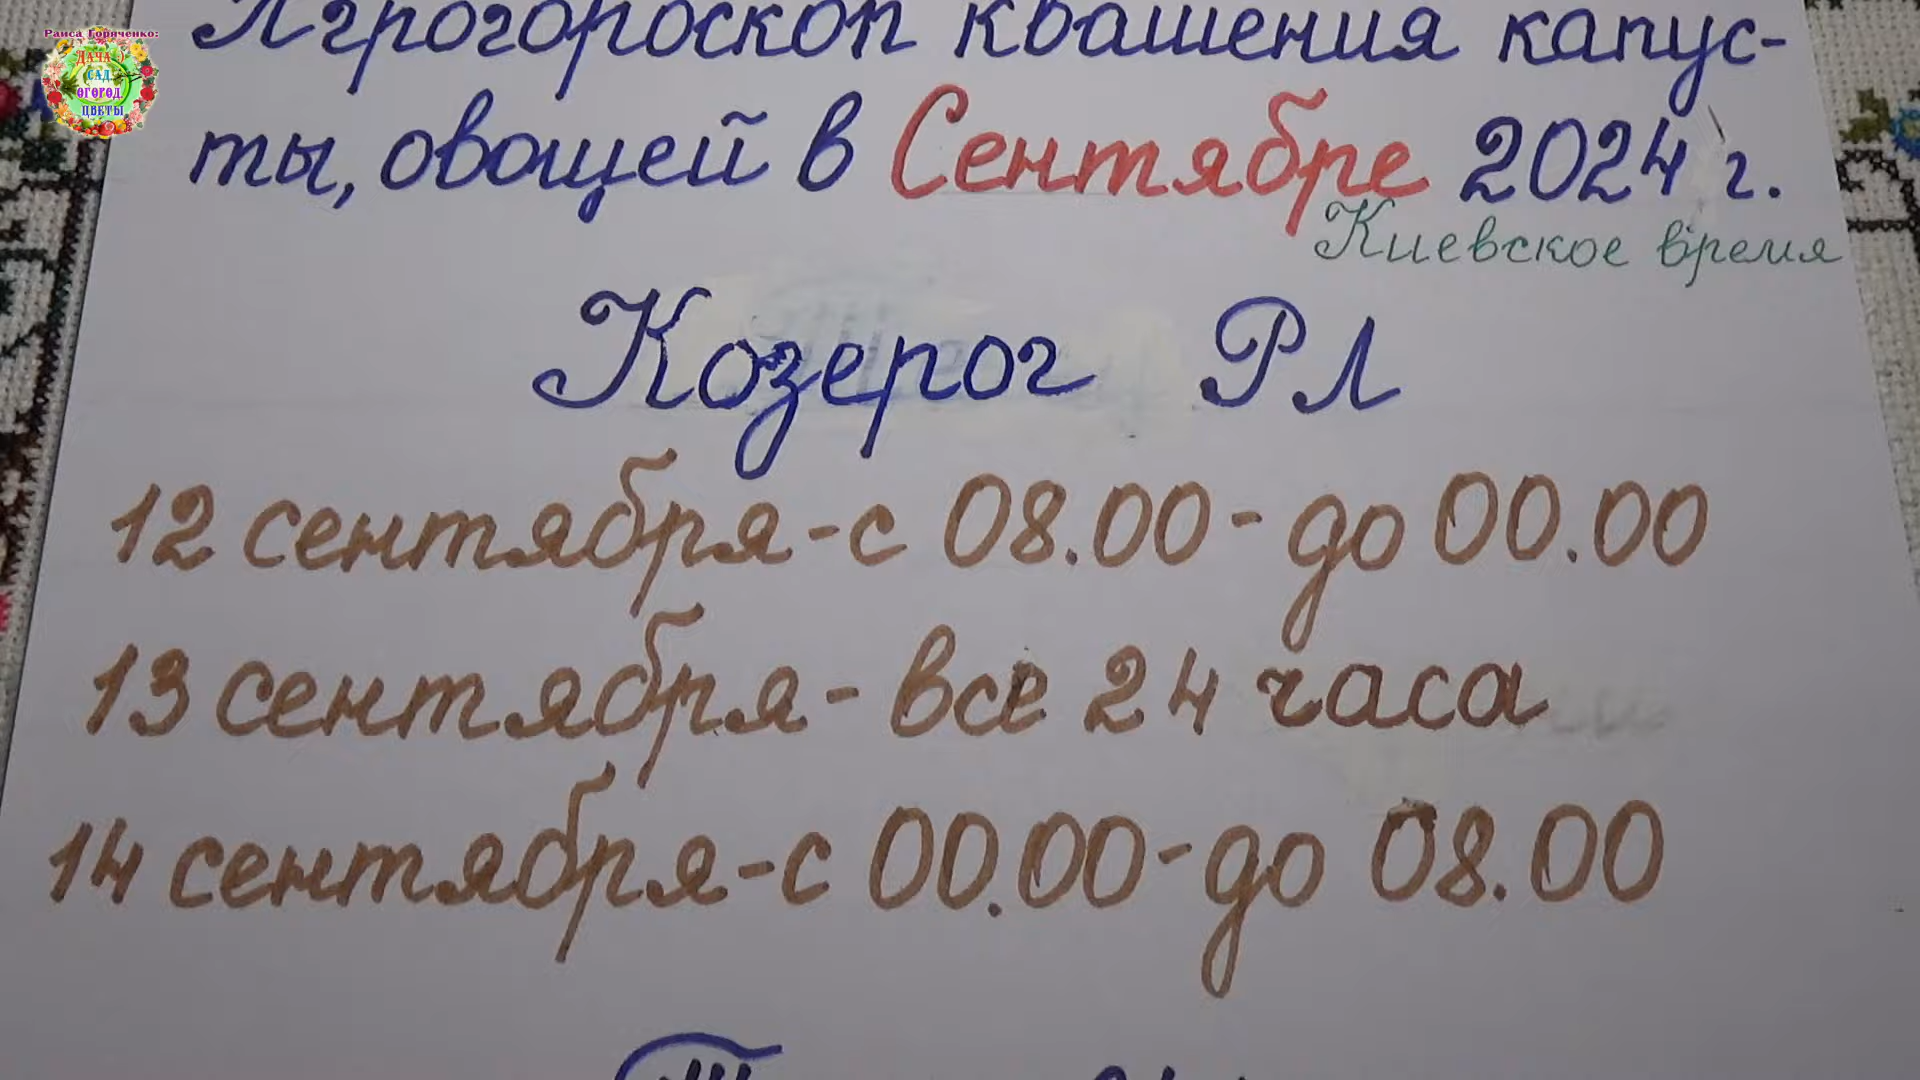 Раиса Горяченко:
ДАЧА
САД
ОГОРОД
ЦВЕТЫ
Агрогороскоп квашения капус-
ты, овощей в Сентябре 2024 г.
Киевское время
Козерог РЛ
12 сентября - с 08.00 - до 00.00
13 сентября - все 24 часа
14 сентября - с 00.00 - до 08.00